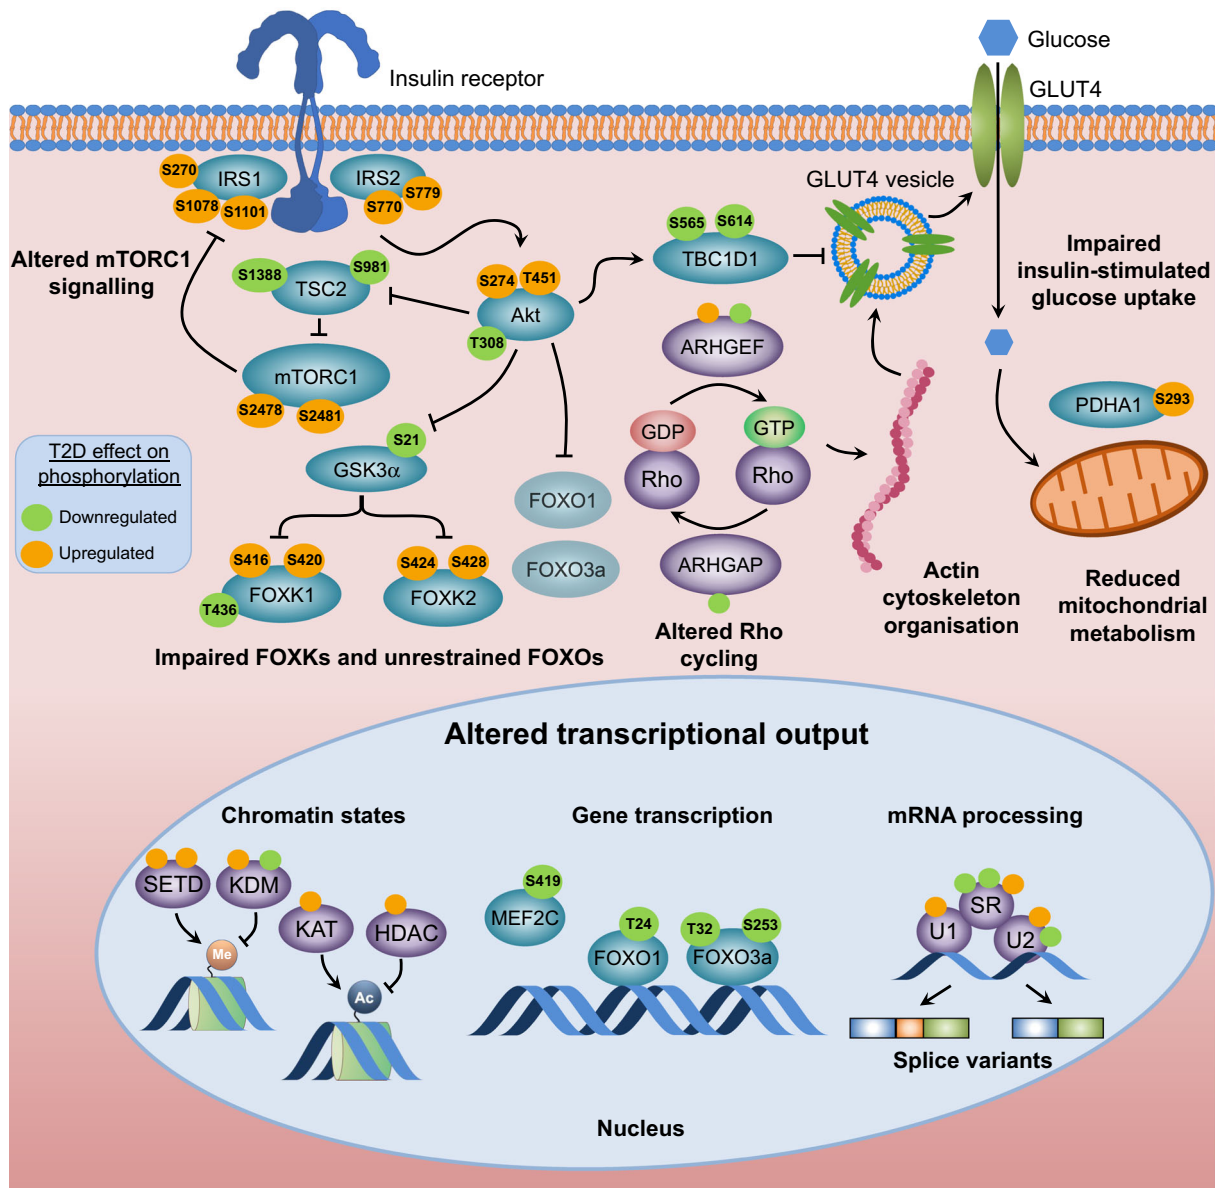 Glucose
Insulin receptor
GLUT4
S270
IRS1
S1078
S1101
IRS2
S770
S779
GLUT4 vesicle
Altered mTORC1
signalling
S1388
S981
TSC2
S274
T451
Akt
T308
S565
S614
TBC1D1
Impaired
insulin-stimulated
glucose uptake
ARHGEF
mTORC1
S2478
S2481
PDHA1
S293
GDP
Rho
GTP
Rho
T2D effect on
phosphorylation
Downregulated
Upregulated
S21
GSK3α
FOXO1
FOXO3a
ARHGAP
S416
S420
T436
FOXK1
S424
S428
FOXK2
Impaired FOXKs and unrestrained FOXOs
Altered Rho
cycling
Actin
cytoskeleton
organisation
Reduced
mitochondrial
metabolism
Altered transcriptional output
Chromatin states
Gene transcription
mRNA processing
SETD
KDM
KAT
HDAC
Me
Ac
S419
MEF2C
T24
FOXO1
T32
S253
FOXO3a
SR
U1
U2
Splice variants
Nucleus